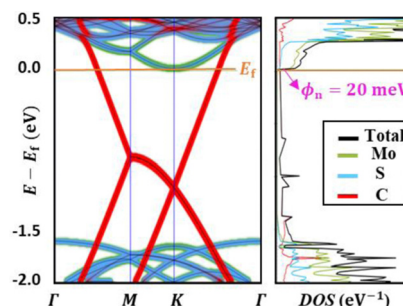 0.5
0.0
-1.5
-2.0
E − E_f (eV)
E_f
Γ M K Γ
ϕ_n = 20 meV
Total
Mo
S
C
DOS (eV⁻¹)